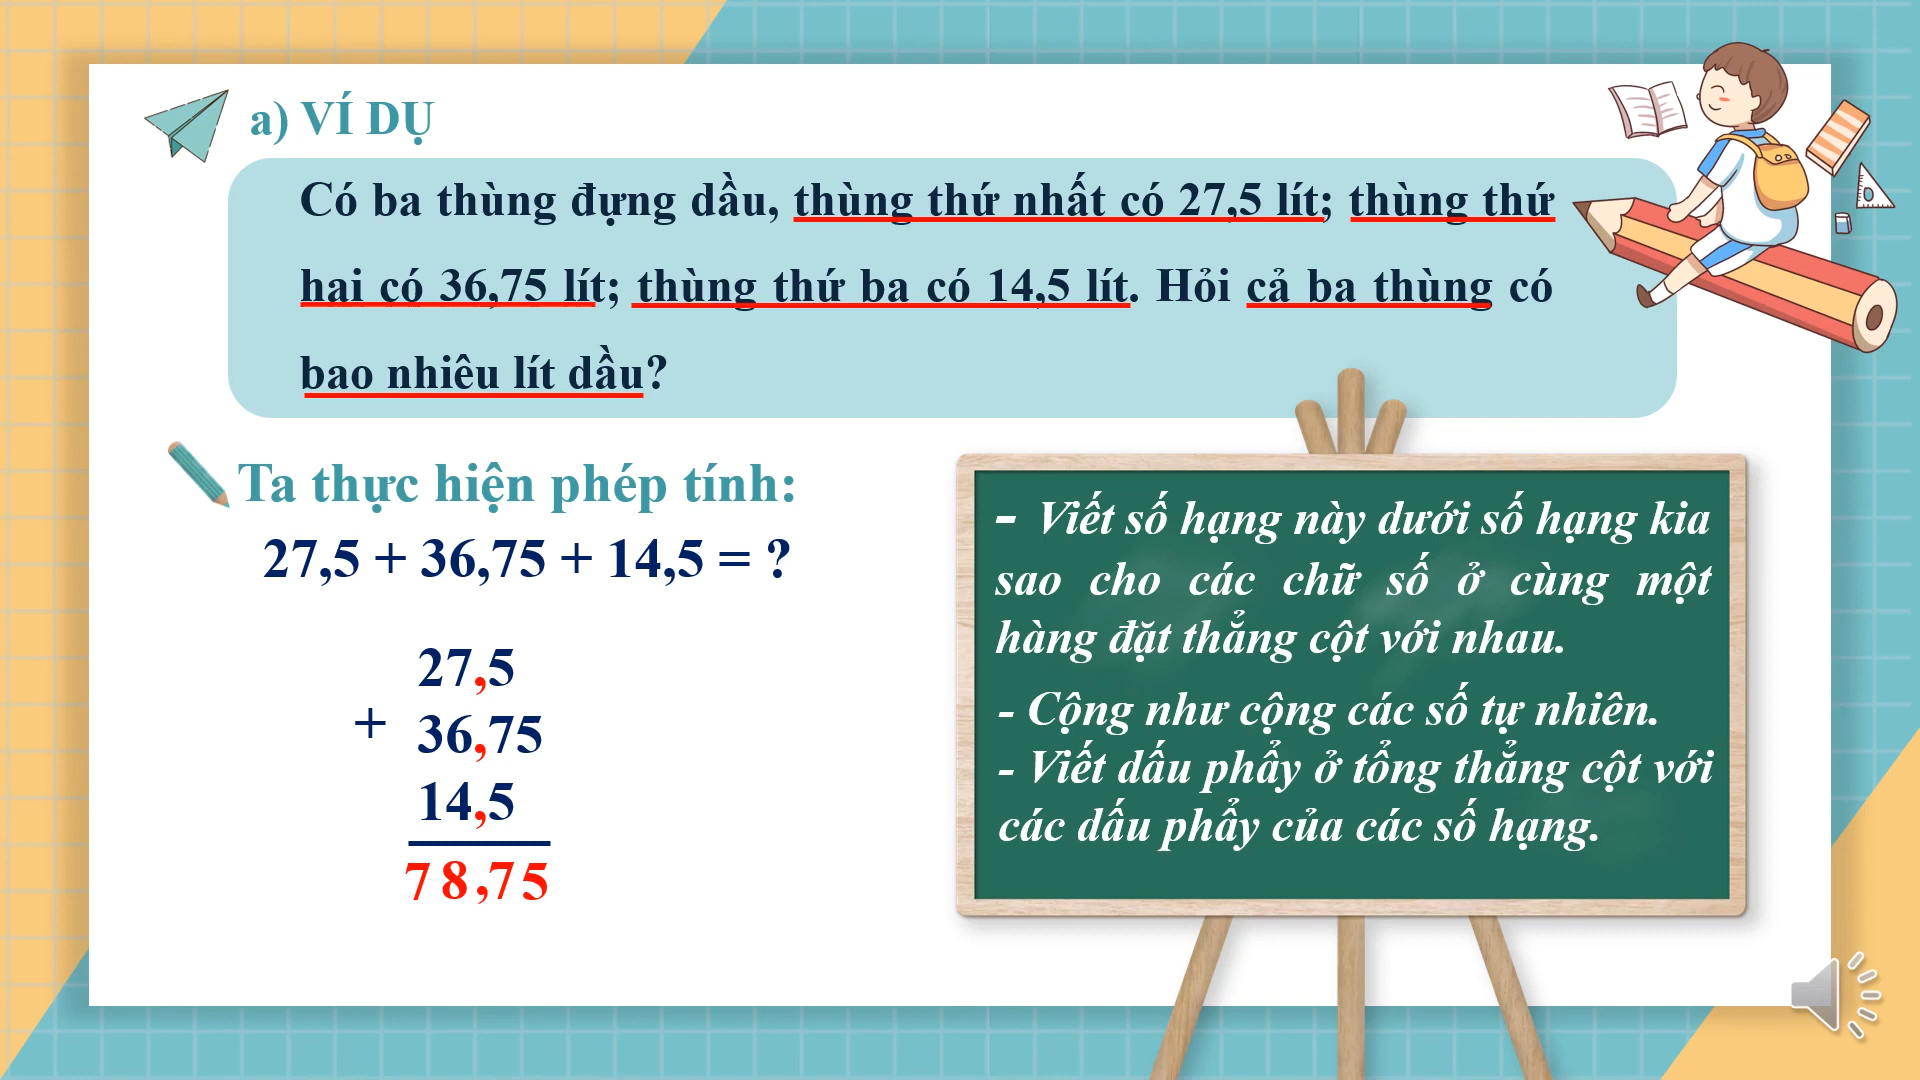 a) VÍ DỤ
Có ba thùng đựng dầu, thùng thứ nhất có 27,5 lít; thùng thứ
hai có 36,75 lít; thùng thứ ba có 14,5 lít. Hỏi cả ba thùng có
bao nhiêu lít dầu?
Ta thực hiện phép tính:
27,5 + 36,75 + 14,5 = ?
27,5
+
36,75
14,5
78,75
- Viết số hạng này dưới số hạng kia
sao cho các chữ số ở cùng một
hàng đặt thẳng cột với nhau.
- Cộng như cộng các số tự nhiên.
- Viết dấu phẩy ở tổng thẳng cột với
các dấu phẩy của các số hạng.